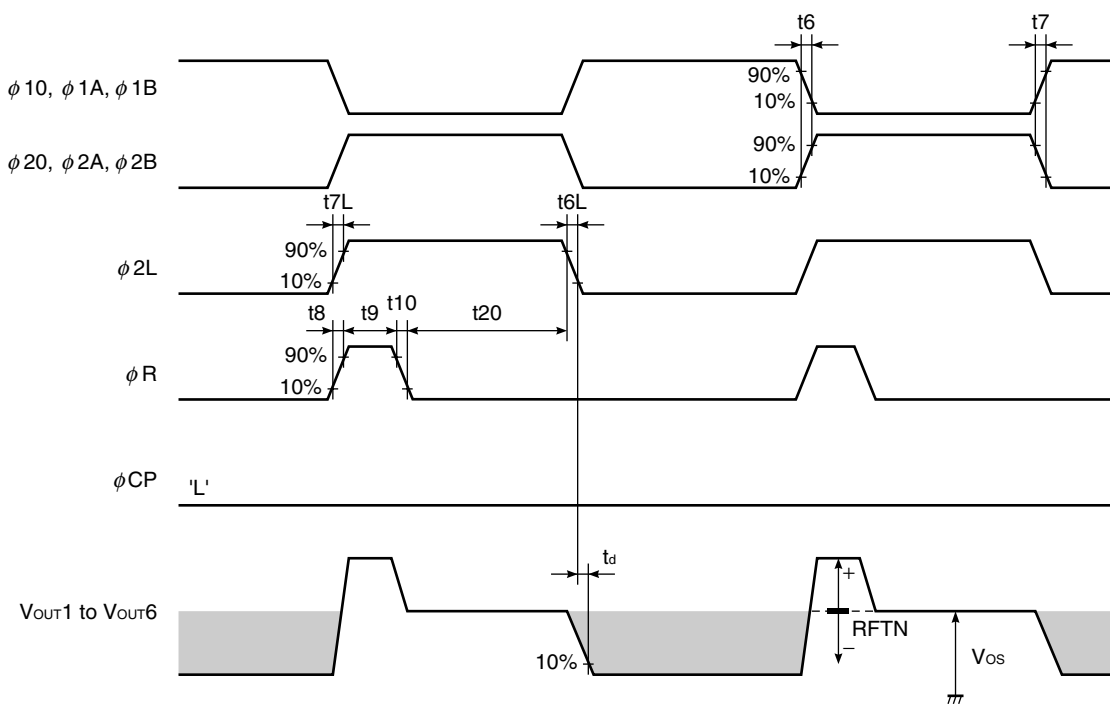 t6 t7
ϕ10, ϕ1A, ϕ1B
90%
10%
ϕ20, ϕ2A, ϕ2B
90%
10%
t7L t6L
ϕ2L
90%
10%
t8 t9 t10 t20
ϕR
90%
10%
ϕCP 'L'
td
VOUT1 to VOUT6
10%
+
RFTN
−
VOS